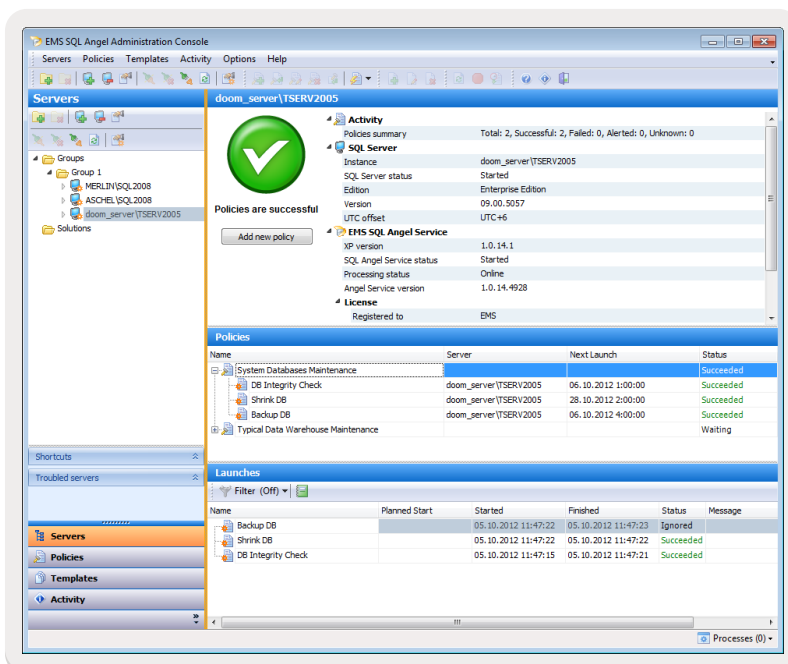 EMS SQL Angel Administration Console
Servers Policies Templates Activity Options Help
Servers
doom_server\TSERV2005
Groups
Group 1
MERLIN\SQL2008
ASCHEL\SQL2008
doom_server\TSERV2005
Solutions
Policies are successful
Add new policy
Activity
Policies summary Total: 2, Successful: 2, Failed: 0, Alerted: 0, Unknown: 0
SQL Server
Instance doom_server\TSERV2005
SQL Server status Started
Edition Enterprise Edition
Version 09.00.5057
UTC offset UTC+6
EMS SQL Angel Service
XP version 1.0.14.1
SQL Angel Service status Started
Processing status Online
Angel Service version 1.0.14.4928
License
Registered to EMS
Policies
Name Server Next Launch Status
System Databases Maintenance Succeeded
DB Integrity Check doom_server\TSERV2005 06.10.2012 1:00:00 Succeeded
Shrink DB doom_server\TSERV2005 28.10.2012 2:00:00 Succeeded
Backup DB doom_server\TSERV2005 06.10.2012 4:00:00 Succeeded
Typical Data Warehouse Maintenance Waiting
Shortcuts
Troubled servers
Servers
Policies
Templates
Activity
Launches
Filter (Off)
Name Planned Start Started Finished Status Message
Backup DB 05.10.2012 11:47:22 05.10.2012 11:47:23 Ignored
Shrink DB 05.10.2012 11:47:22 05.10.2012 11:47:22 Succeeded
DB Integrity Check 05.10.2012 11:47:15 05.10.2012 11:47:21 Succeeded
Processes (0)